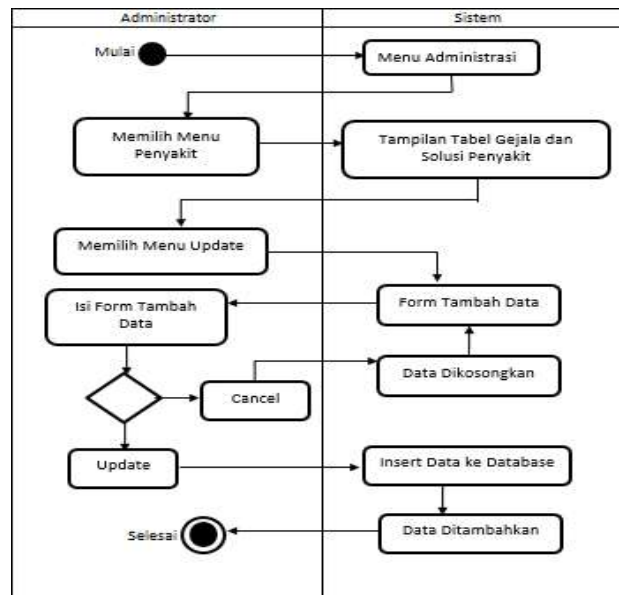 Administrator
Sistem
Mulai
Menu Administrasi
Memilih Menu
Penyakit
Tampilan Tabel Gejala dan
Solusi Penyakit
Memilih Menu Update
Isi Form Tambah
Data
Form Tambah Data
Cancel
Data Dikosongkan
Update
Insert Data ke Database
Selesai
Data Ditambahkan